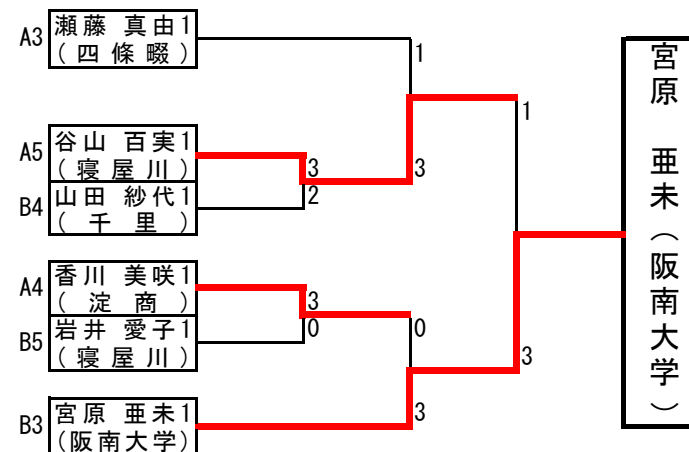 A3
瀬藤 真由1
(四條畷)
1
1
A5
谷山 百実1
(寝屋川)
3
3
B4
山田 紗代1
(千里)
2
A4
香川 美咲1
(淀商)
3
B5
岩井 愛子1
(寝屋川)
0
0
3
B3
宮原 亜未1
(阪南大学)
3
宮原 亜未(阪南大学)